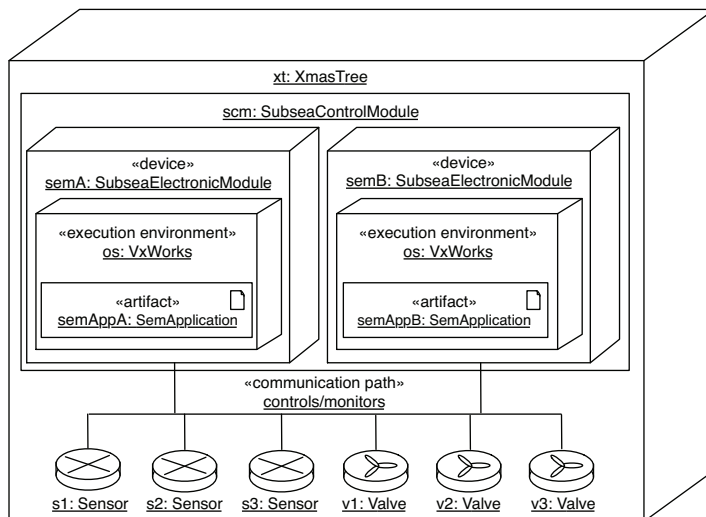 xt: XmasTree
scm: SubseaControlModule
«device»
semA: SubseaElectronicModule
«execution environment»
os: VxWorks
«artifact»
semAppA: SemApplication
«device»
semB: SubseaElectronicModule
«execution environment»
os: VxWorks
«artifact»
semAppB: SemApplication
«communication path»
controls/monitors
s1: Sensor
s2: Sensor
s3: Sensor
v1: Valve
v2: Valve
v3: Valve